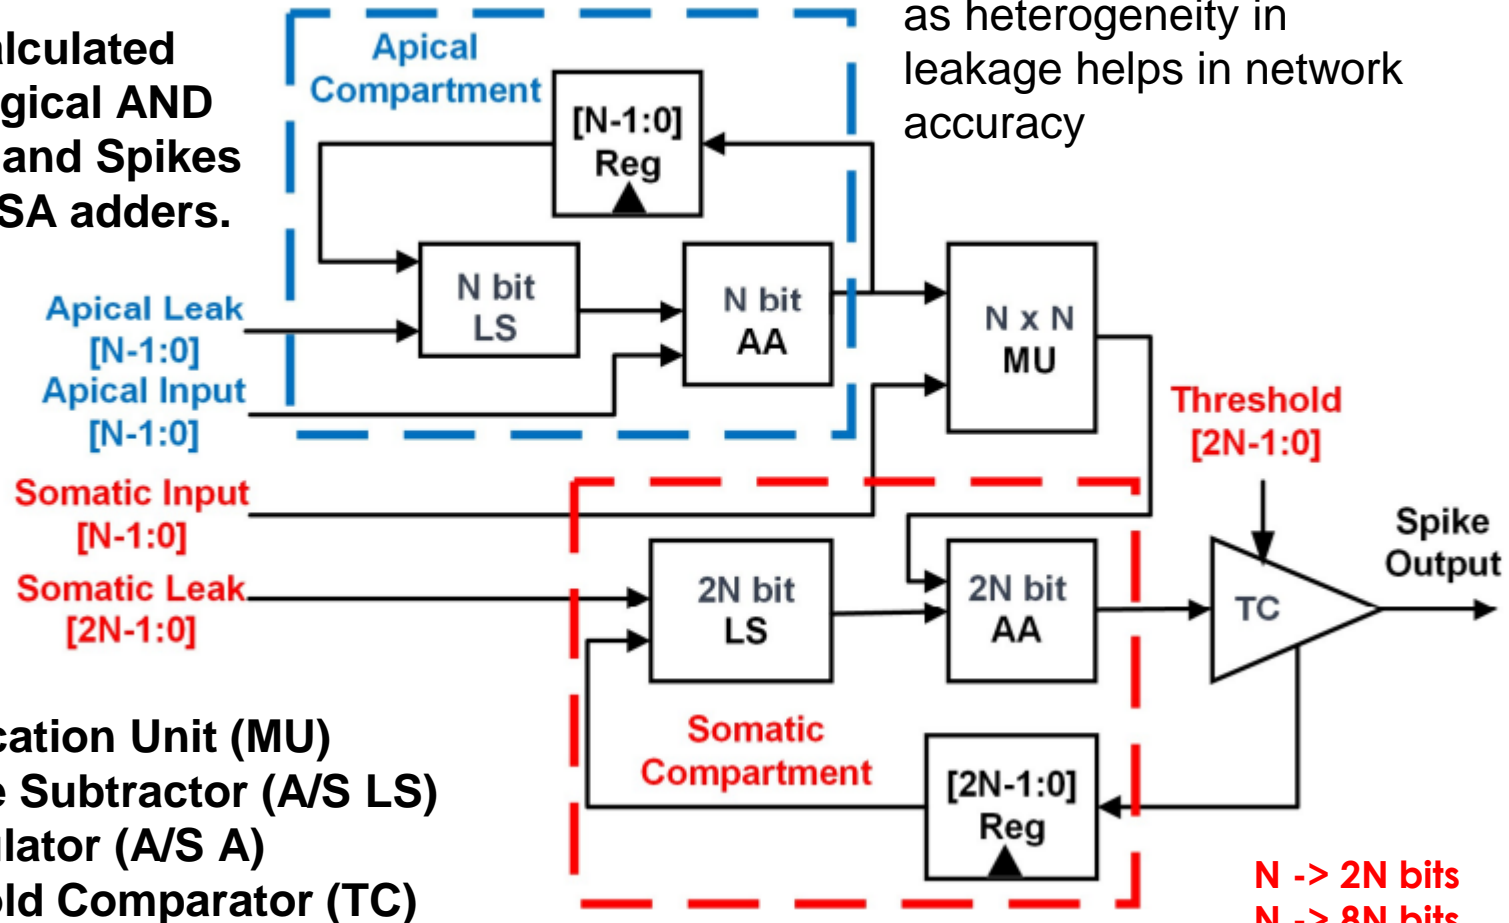 alculated
gical AND
and Spikes
SA adders.
as heterogeneity in
leakage helps in network
accuracy
Apical
Compartment
[N-1:0]
Reg
N bit
LS
N bit
AA
N x N
MU
Apical Leak
[N-1:0]
Apical Input
[N-1:0]
Threshold
[2N-1:0]
Somatic Input
[N-1:0]
Somatic Leak
[2N-1:0]
2N bit
LS
2N bit
AA
TC
Spike
Output
Somatic
Compartment
[2N-1:0]
Reg
cation Unit (MU)
e Subtractor (A/S LS)
ulator (A/S A)
old Comparator (TC)
N -> 2N bits
N -> 8N bits